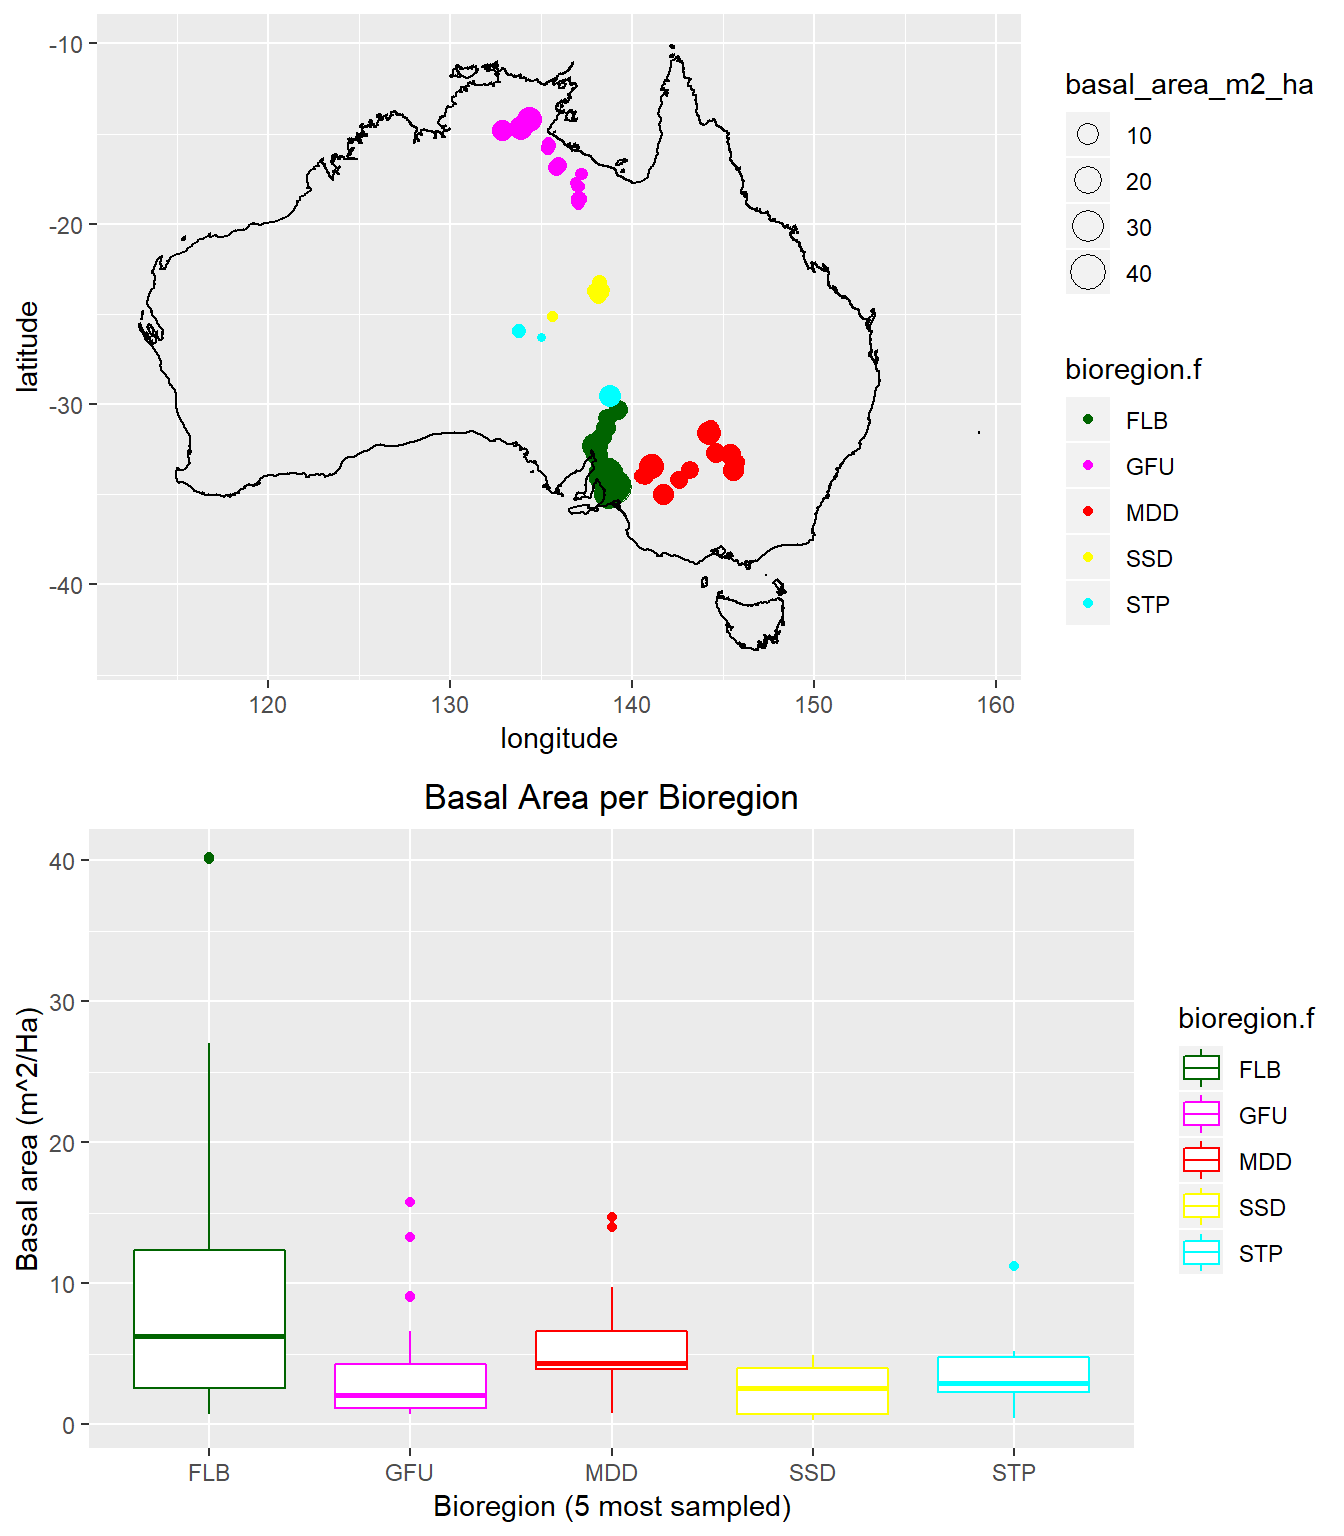 -10
-20
-30
-40
latitude
120
130
140
150
160
longitude
basal_area_m2_ha
10
20
30
40
bioregion.f
FLB
GFU
MDD
SSD
STP
Basal Area per Bioregion
40
30
20
10
0
Basal area (m^2/Ha)
FLB
GFU
MDD
SSD
STP
Bioregion (5 most sampled)
bioregion.f
FLB
GFU
MDD
SSD
STP